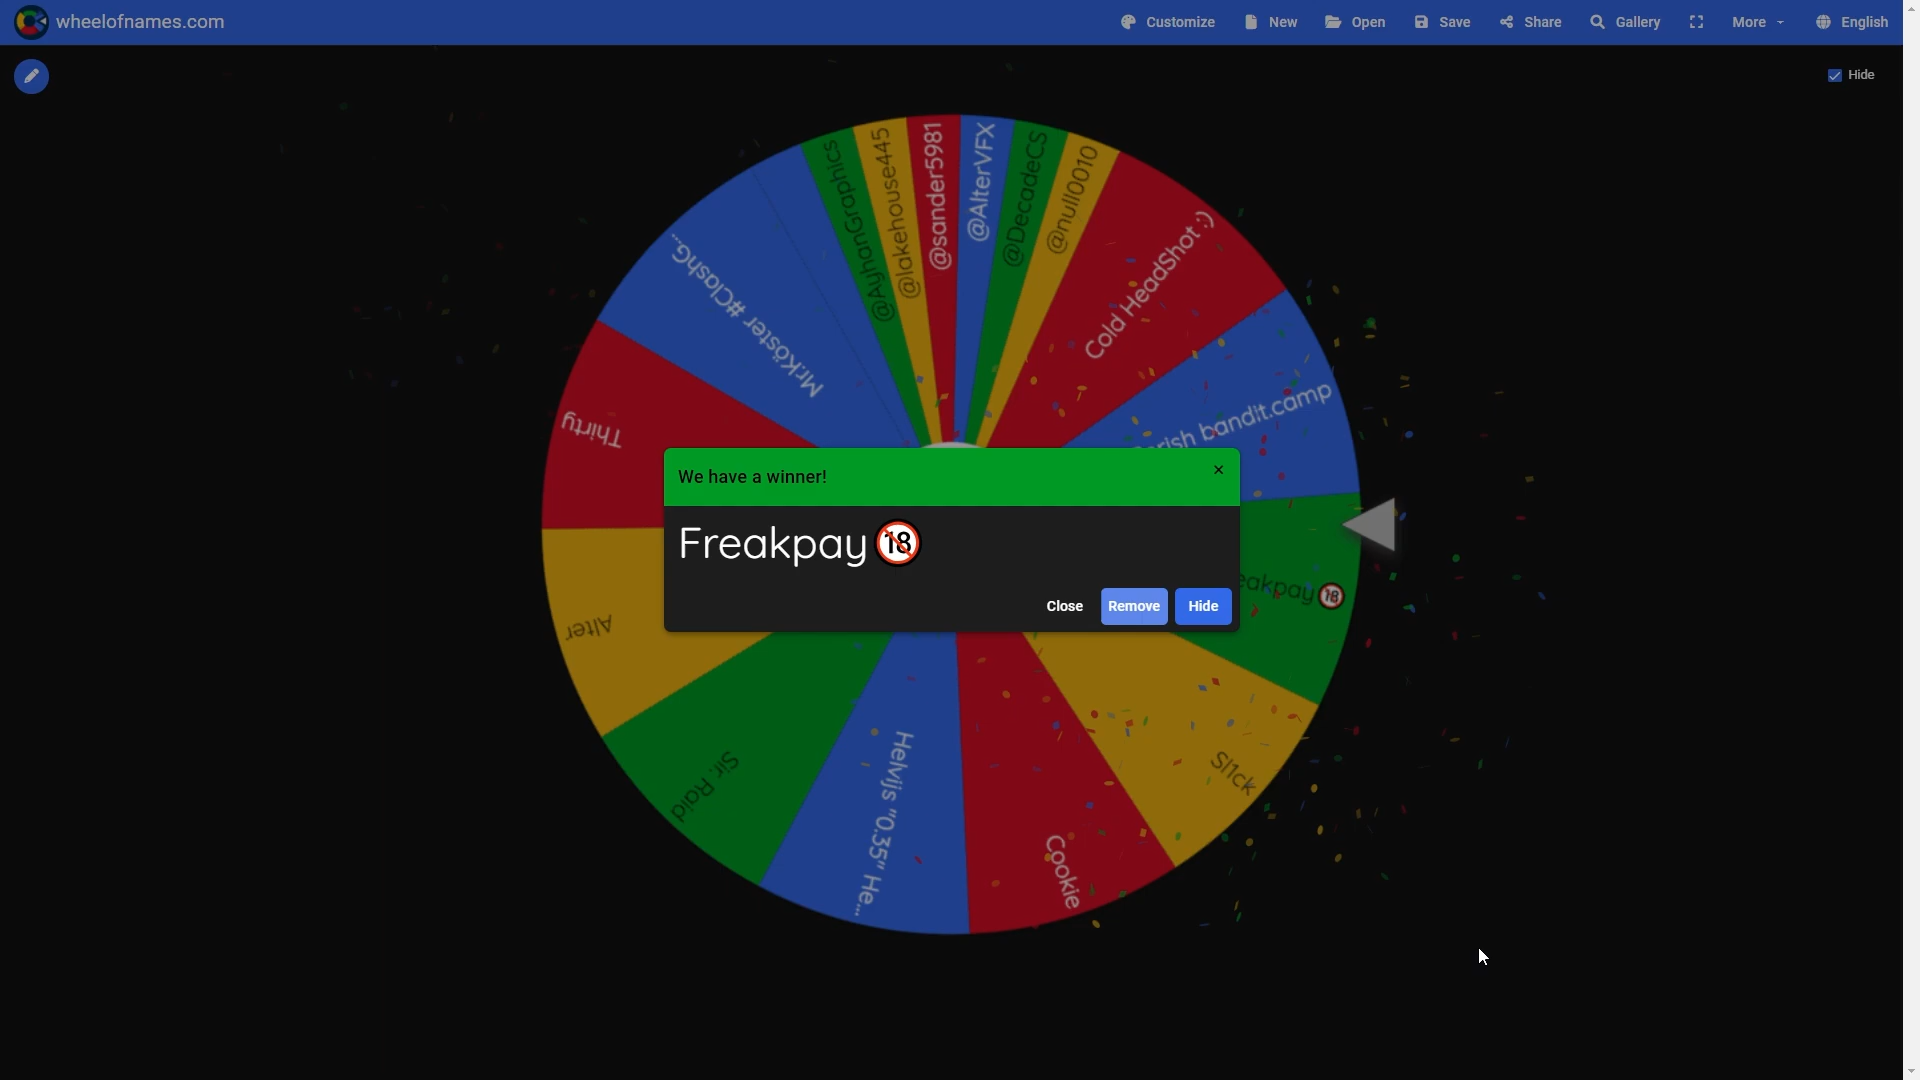 wheelofnames.com
Customize
New
Open
Save
Share
Gallery
More
English
Hide
@AyhanGraphics
@lakehouse445
@sander5981
@AlterVFX
@DecadeCS
@null0010
Cold HeadShot :)
bandit.camp
Mr.Köster #ClashG...
Thirty
We have a winner!
Freakpay 🔞
Close
Remove
Hide
eakpay 🔞
Alter
Sir. Raid
Helvijs "0.35" He...
Cookie
Sl1ck